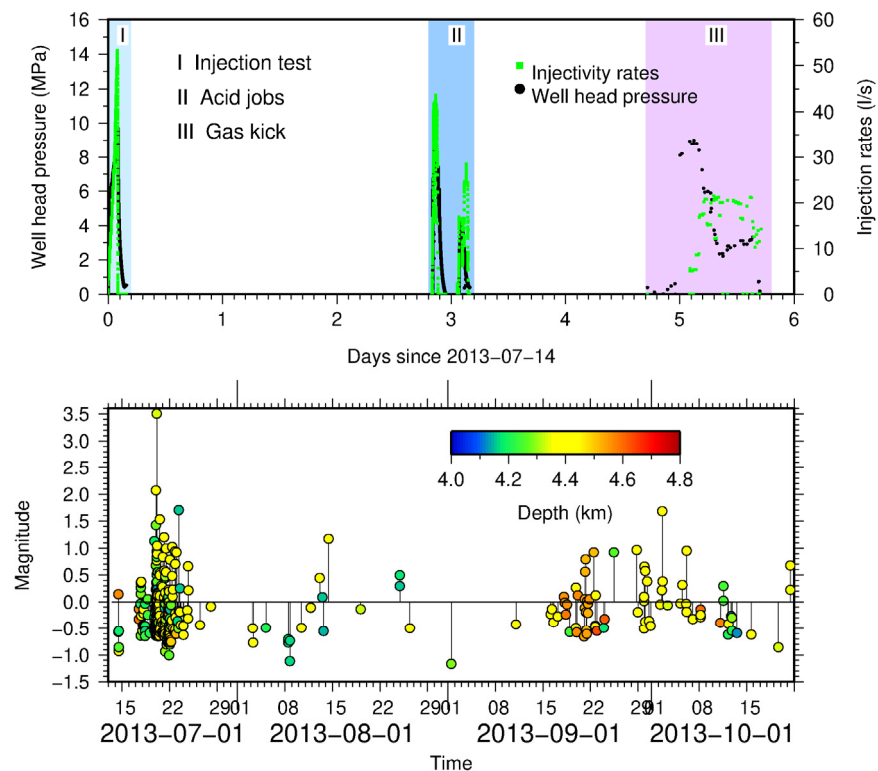 16
14
12
10
8
6
4
2
0
Well head pressure (MPa)
I
II
III
I Injection test
II Acid jobs
III Gas kick
Injectivity rates
Well head pressure
60
50
40
30
20
10
0
Injection rates (l/s)
0 1 2 3 4 5 6
Days since 2013−07−14
3.5
3.0
2.5
2.0
1.5
1.0
0.5
0.0
−0.5
−1.0
−1.5
Magnitude
4.0 4.2 4.4 4.6 4.8
Depth (km)
15 22 29 01 08 15 22 29 01 08 15 22 29 01 08 15
2013−07−01 2013−08−01 2013−09−01 2013−10−01
Time